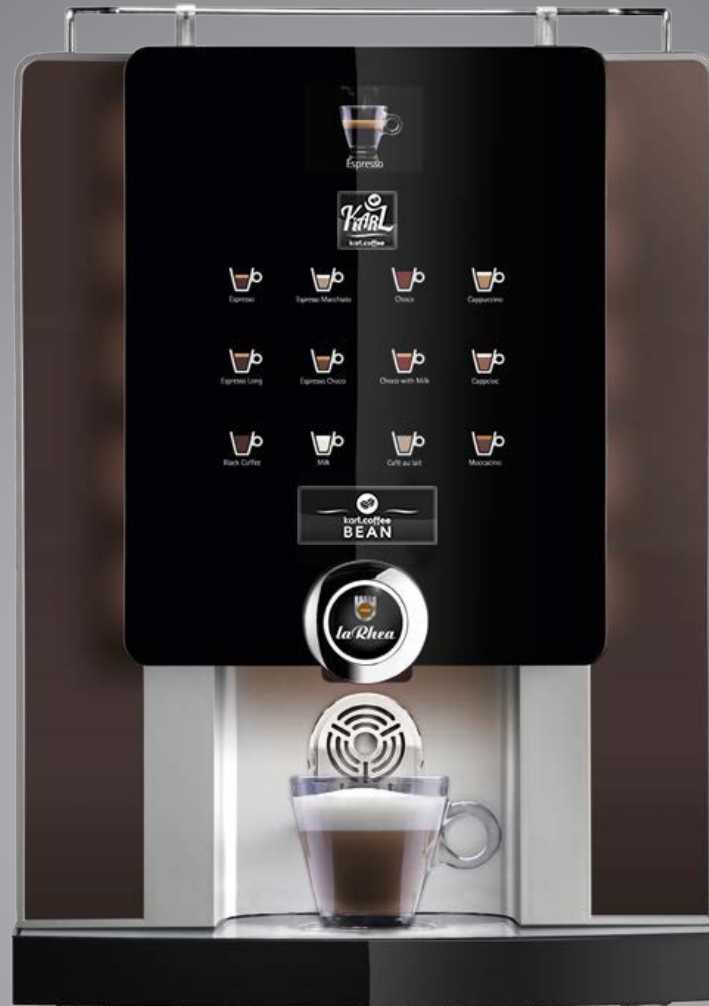 Espresso
KARL
karl.coffee
Espresso
Espresso Macchiato
Choco
Cappuccino
Espresso Long
Espresso Choco
Choco with Milk
Cappcioc
Black Coffee
Milk
Café au lait
Moccacino
karl.coffee
BEAN
laRhea